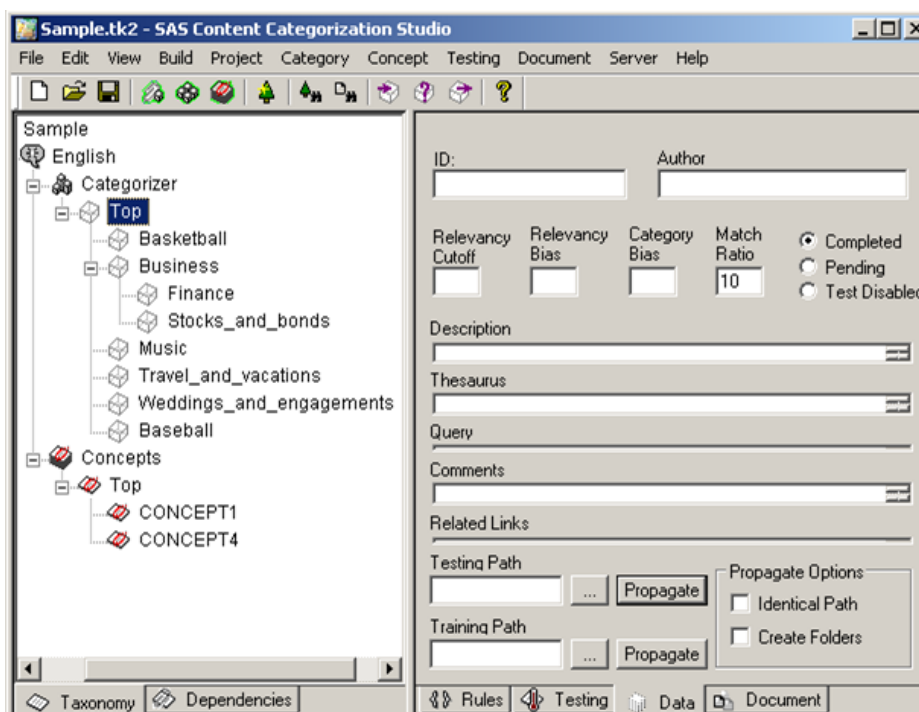 Sample.tk2 - SAS Content Categorization Studio
File Edit View Build Project Category Concept Testing Document Server Help
Sample
English
Categorizer
Top
Basketball
Business
Finance
Stocks_and_bonds
Music
Travel_and_vacations
Weddings_and_engagements
Baseball
Concepts
Top
CONCEPT1
CONCEPT4
Taxonomy Dependencies
ID: Author
Relevancy Cutoff Relevancy Bias Category Bias Match Ratio
10
Completed
Pending
Test Disabled
Description
Thesaurus
Query
Comments
Related Links
Testing Path
... Propagate
Training Path
... Propagate
Propagate Options
Identical Path
Create Folders
Rules Testing Data Document